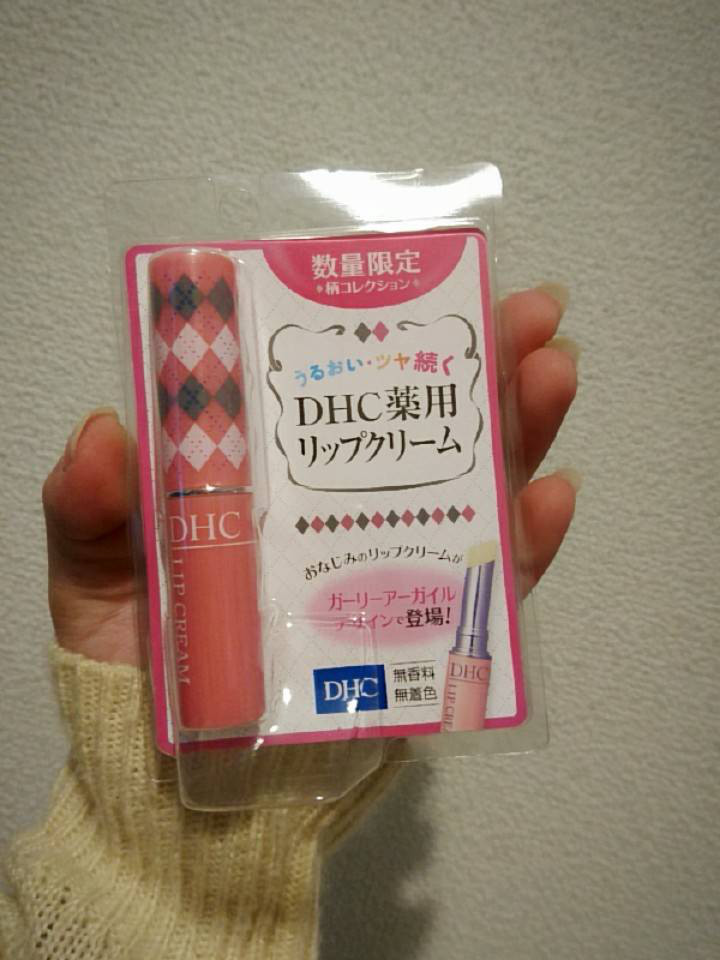 数量限定
柄コレクション
うるおい・ツヤ続く
DHC薬用
リップクリーム
おなじみのリップクリームが
ガーリーアーガイル
デザインで登場!
DHC
無香料
無着色
DHC
LIP CREAM
DHC
LIP CREA